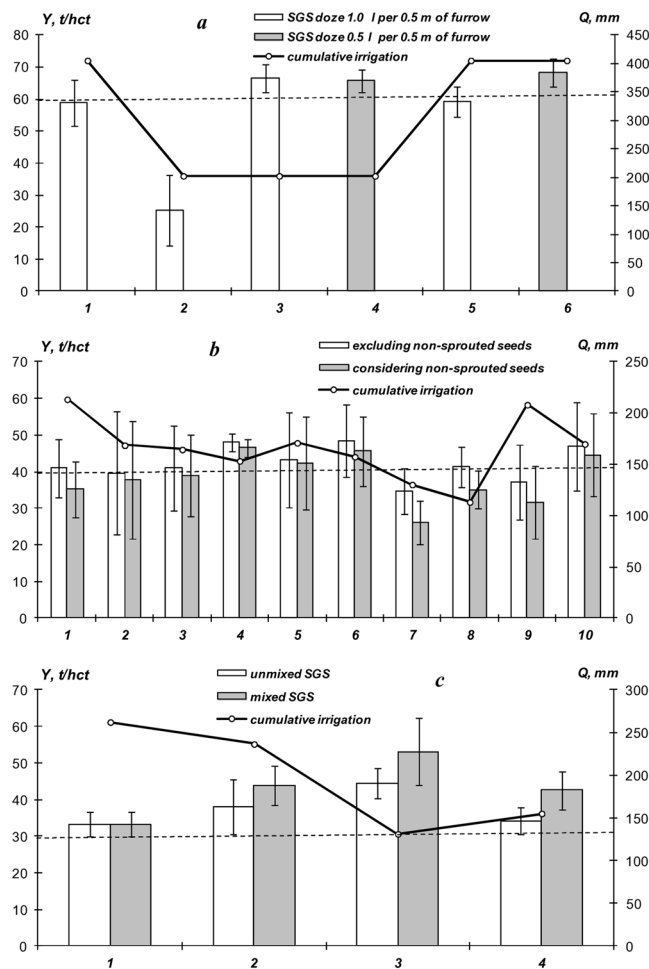 Y, t/hct
a
SGS doze 1.0 l per 0.5 m of furrow
SGS doze 0.5 l per 0.5 m of furrow
cumulative irrigation
Q, mm
80
70
60
50
40
30
20
10
0
450
400
350
300
250
200
150
100
50
0
1 2 3 4 5 6
Y, t/hct
b
excluding non-sprouted seeds
considering non-sprouted seeds
cumulative irrigation
Q, mm
70
60
50
40
30
20
10
0
250
200
150
100
50
0
1 2 3 4 5 6 7 8 9 10
Y, t/hct
unmixed SGS
mixed SGS
cumulative irrigation
c
Q, mm
70
60
50
40
30
20
10
0
300
250
200
150
100
50
0
1 2 3 4